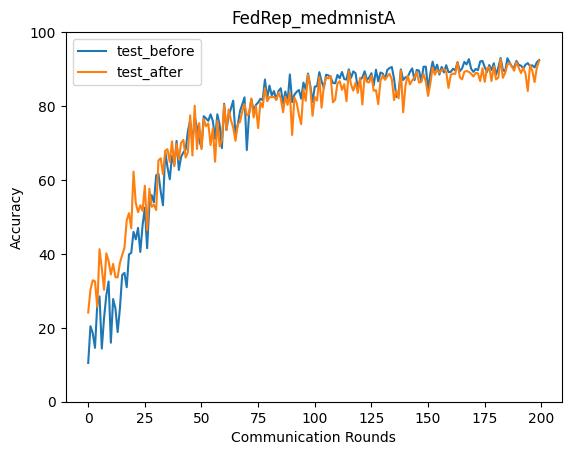 FedRep_medmnistA
test_before
test_after
Accuracy
100
80
60
40
20
0
0 25 50 75 100 125 150 175 200
Communication Rounds